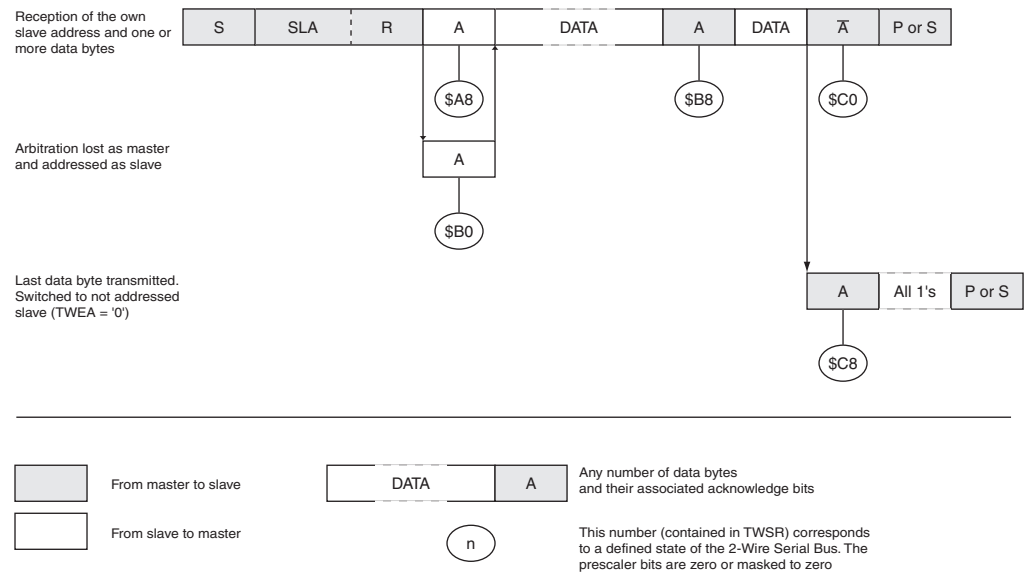 Reception of the own
slave address and one or
more data bytes
S SLA R A DATA A DATA A̅ P or S
$A8 $B8 $C0
Arbitration lost as master
and addressed as slave
A
$B0
Last data byte transmitted.
Switched to not addressed
slave (TWEA = '0')
A All 1's P or S
$C8
From master to slave
DATA A
Any number of data bytes
and their associated acknowledge bits
From slave to master
n
This number (contained in TWSR) corresponds
to a defined state of the 2-Wire Serial Bus. The
prescaler bits are zero or masked to zero